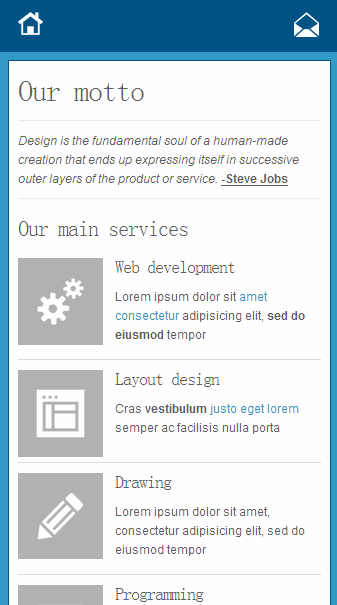 Our motto
Design is the fundamental soul of a human-made
creation that ends up expressing itself in successive
outer layers of the product or service. -Steve Jobs
Our main services
Web development
Lorem ipsum dolor sit amet
consectetur adipisicing elit, sed do
eiusmod tempor
Layout design
Cras vestibulum justo eget lorem
semper ac facilisis nulla porta
Drawing
Lorem ipsum dolor sit amet,
consectetur adipisicing elit, sed do
eiusmod tempor
Programming